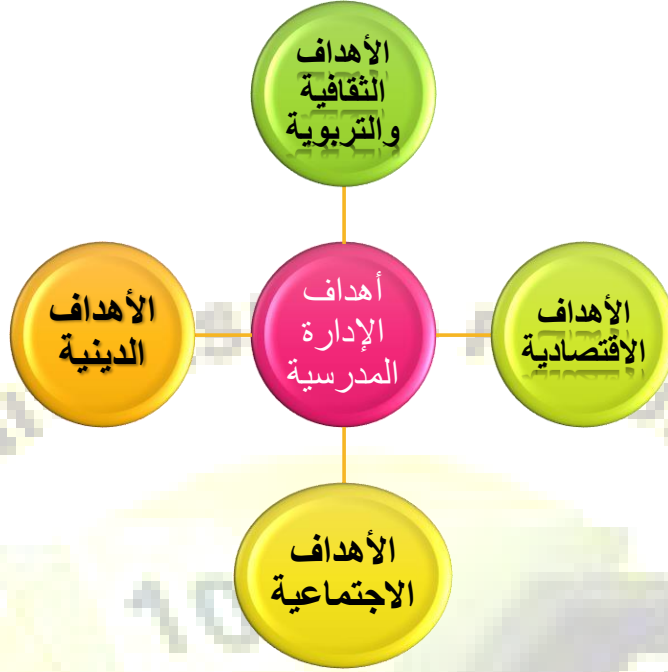 الأهداف
الثقافية
والتربوية
أهداف
الإدارة
المدرسية
الأهداف
الاقتصادية
الأهداف
الدينية
الأهداف
الاجتماعية